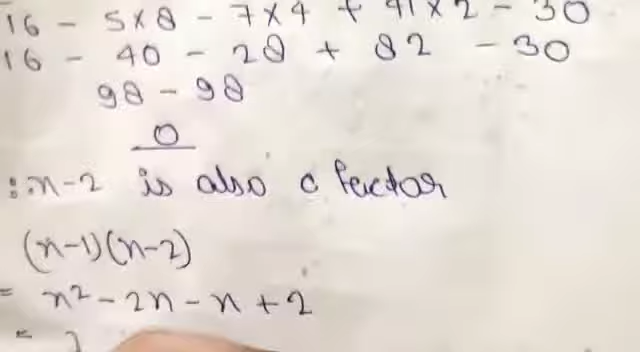 16 - 5×8 - 7×4 + 41×2 - 30
16 - 40 - 28 + 82 - 30
98 - 98
0
: x-2 is also a factor
(x-1)(x-2)
= x² - 2x - x + 2
=